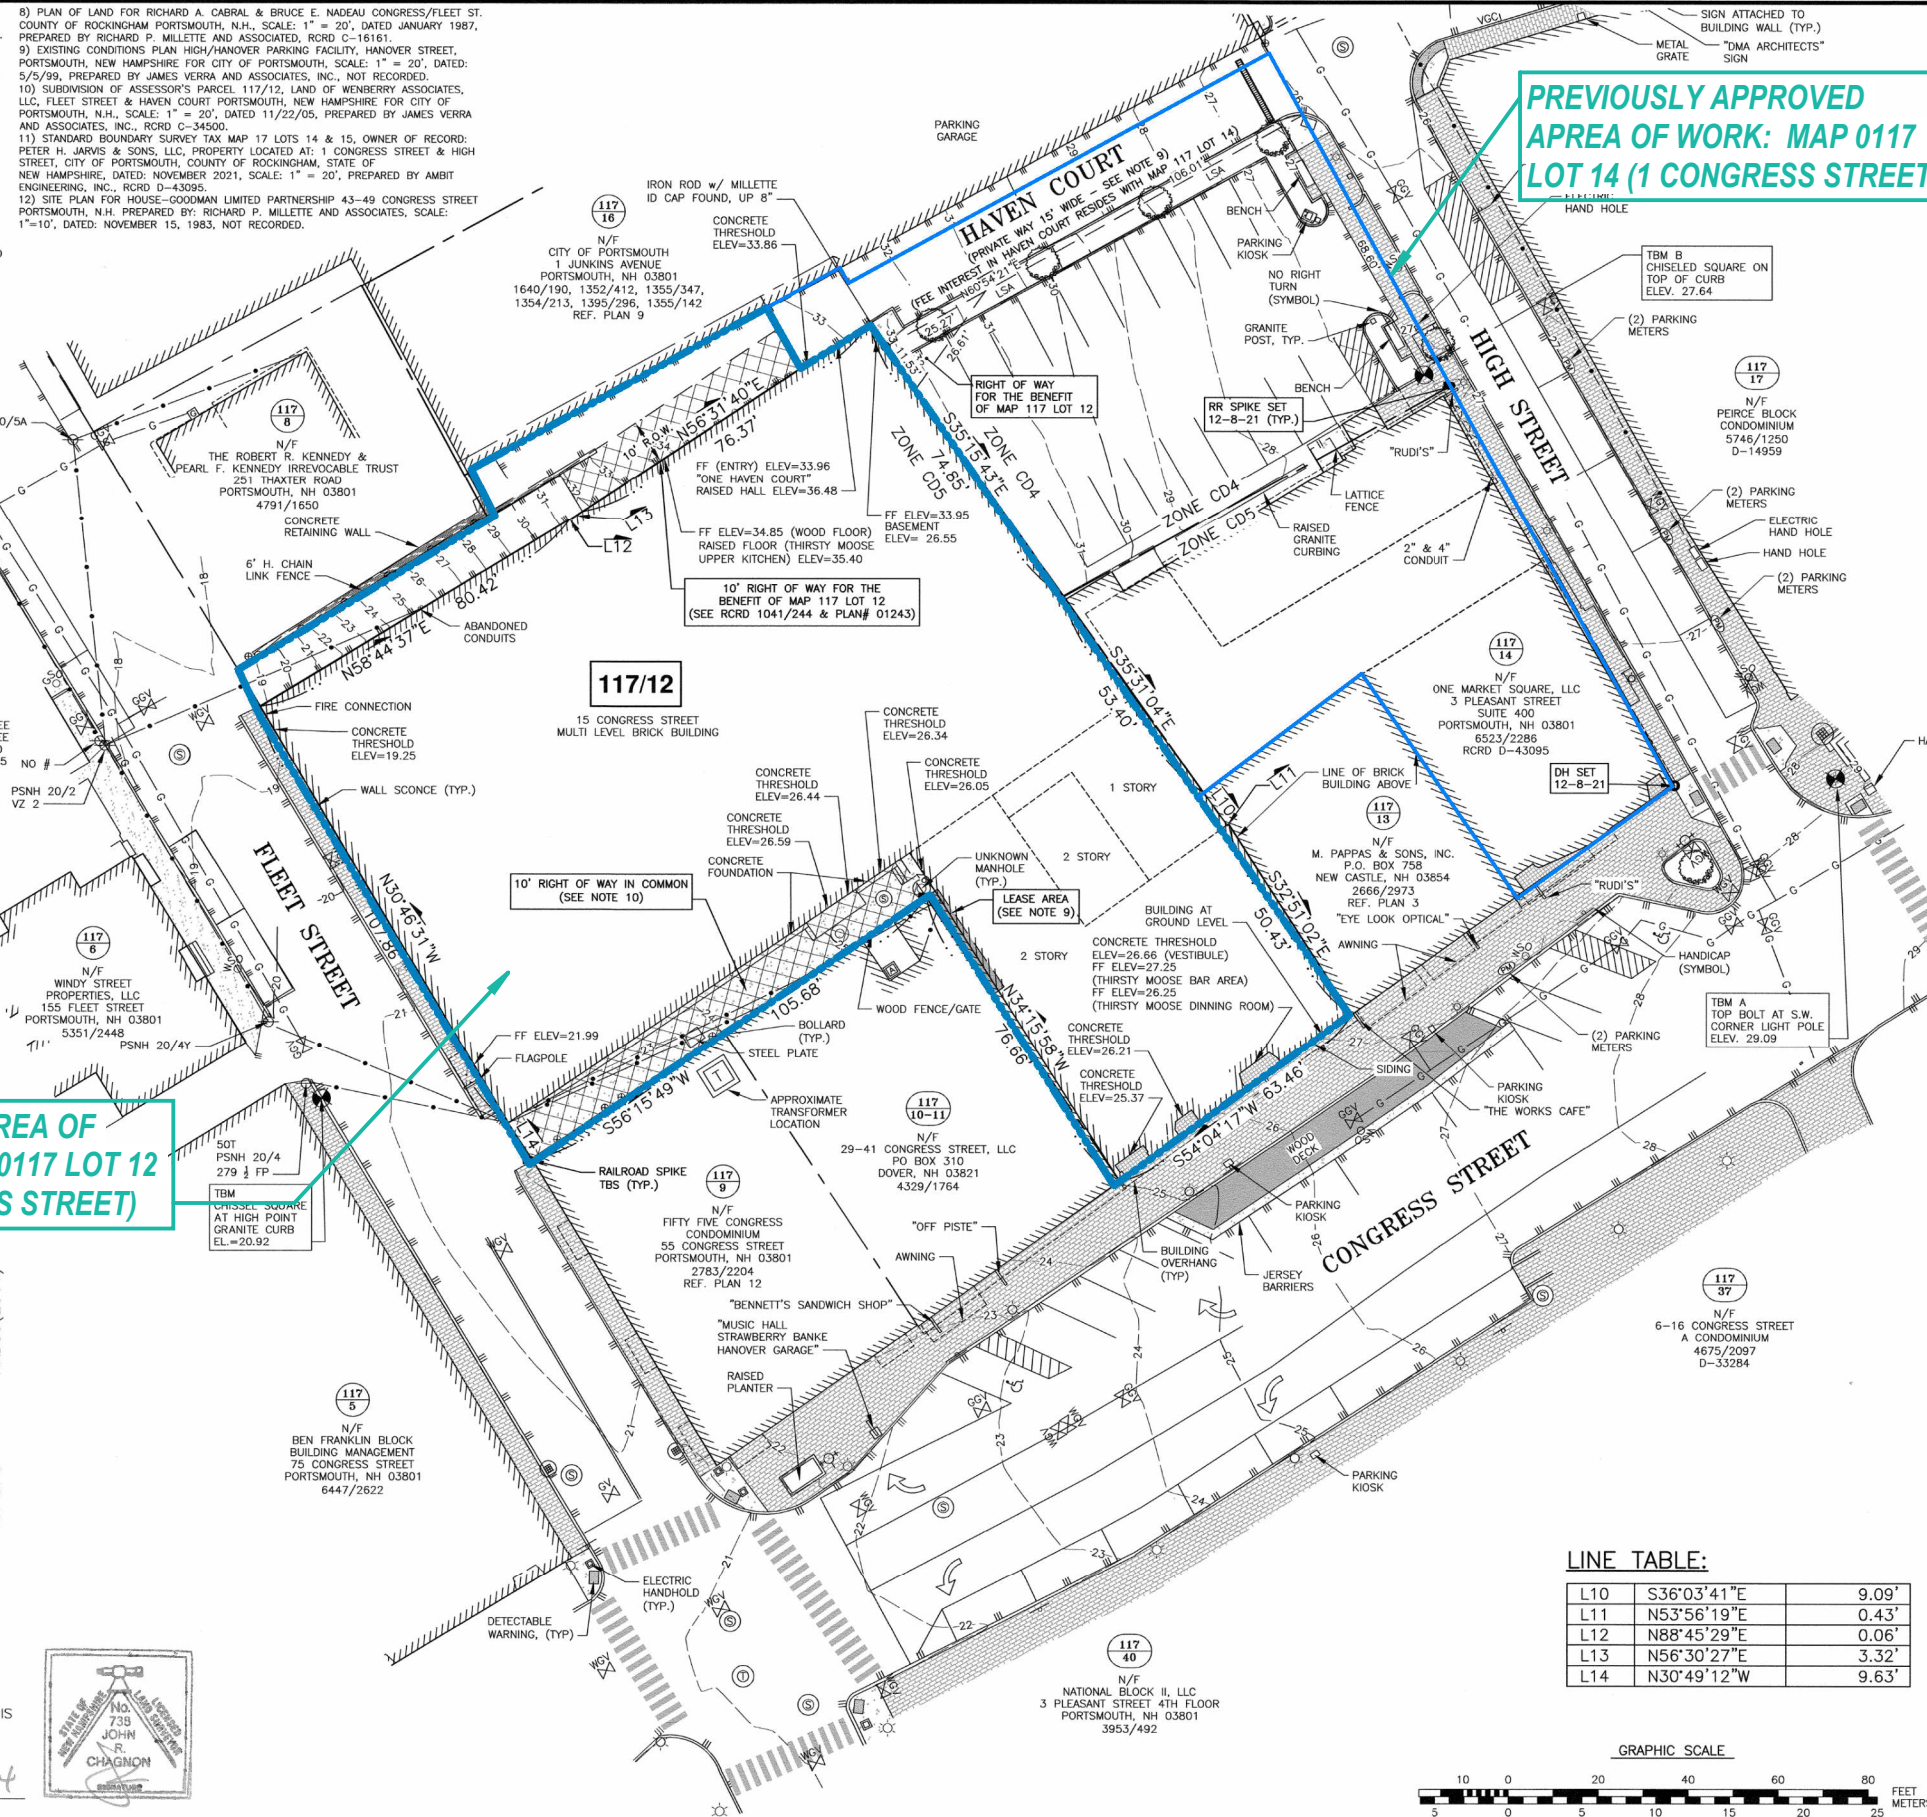 8) PLAN OF LAND FOR RICHARD A. CABRAL & BRUCE E. NADEAU CONGRESS/FLEET ST.
COUNTY OF ROCKINGHAM PORTSMOUTH, N.H., SCALE: 1" = 20', DATED JANUARY 1987,
PREPARED BY RICHARD P. MILLETTE AND ASSOCIATED, RCRD C-16161.
9) EXISTING CONDITIONS PLAN HIGH/HANOVER PARKING FACILITY, HANOVER STREET,
PORTSMOUTH, NEW HAMPSHIRE FOR CITY OF PORTSMOUTH, SCALE: 1" = 20', DATED:
5/5/99, PREPARED BY JAMES VERRA AND ASSOCIATES, INC., NOT RECORDED.
10) SUBDIVISION OF ASSESSOR'S PARCEL 117/12, LAND OF WENBERRY ASSOCIATES,
LLC, FLEET STREET & HAVEN COURT PORTSMOUTH, NEW HAMPSHIRE FOR CITY OF
PORTSMOUTH, N.H., SCALE: 1" = 20', DATED 11/22/05, PREPARED BY JAMES VERRA
AND ASSOCIATES, INC., RCRD C-34500.
11) STANDARD BOUNDARY SURVEY TAX MAP 17 LOTS 14 & 15, OWNER OF RECORD:
PETER H. JARVIS & SONS, LLC, PROPERTY LOCATED AT: 1 CONGRESS STREET & HIGH
STREET, CITY OF PORTSMOUTH, COUNTY OF ROCKINGHAM, STATE OF
NEW HAMPSHIRE, DATED: NOVEMBER 2021, SCALE: 1" = 20', PREPARED BY AMBIT
ENGINEERING, INC., RCRD D-43095.
12) SITE PLAN FOR HOUSE-GOODMAN LIMITED PARTNERSHIP 43-49 CONGRESS STREET
PORTSMOUTH, N.H. PREPARED BY: RICHARD P. MILLETTE AND ASSOCIATES, SCALE:
1"=10', DATED: NOVEMBER 15, 1983, NOT RECORDED.
SIGN ATTACHED TO
BUILDING WALL (TYP.)
METAL
GRATE
"DMA ARCHITECTS"
SIGN
PREVIOUSLY APPROVED
APREA OF WORK: MAP 0117
LOT 14 (1 CONGRESS STREET
HAND HOLE
PARKING
GARAGE
HAVEN COURT
(PRIVATE WAY 15' WIDE - SEE NOTE 9)
(FEE INTEREST IN HAVEN COURT RESIDES WITH MAP 117 LOT 14)
N60°54'21"E
106.01'
LSA
LSA
25.27'
26.61'
11.53'
68.60'
IRON ROD w/ MILLETTE
ID CAP FOUND, UP 8"
CONCRETE
THRESHOLD
ELEV=33.86
117
16
N/F
CITY OF PORTSMOUTH
1 JUNKINS AVENUE
PORTSMOUTH, NH 03801
1640/190, 1352/412, 1355/347,
1354/213, 1395/296, 1355/142
REF. PLAN 9
BENCH
PARKING
KIOSK
NO RIGHT
TURN
(SYMBOL)
GRANITE
POST, TYP.
BENCH
TBM B
CHISELED SQUARE ON
TOP OF CURB
ELEV. 27.64
(2) PARKING
METERS
HIGH STREET
117
17
N/F
PEIRCE BLOCK
CONDOMINIUM
5746/1250
D-14959
RIGHT OF WAY
FOR THE BENEFIT
OF MAP 117 LOT 12
RR SPIKE SET
12-8-21 (TYP.)
"RUDI'S"
LATTICE
FENCE
RAISED
GRANITE
CURBING
2" & 4"
CONDUIT
(2) PARKING
METERS
ELECTRIC
HAND HOLE
HAND HOLE
(2) PARKING
METERS
0/5A
117
8
N/F
THE ROBERT R. KENNEDY &
PEARL F. KENNEDY IRREVOCABLE TRUST
251 THAXTER ROAD
PORTSMOUTH, NH 03801
4791/1650
CONCRETE
RETAINING WALL
6' H. CHAIN
LINK FENCE
10' R.O.W.
N56°31'40"E
76.37'
S35°15'43"E
74.85'
ZONE CD4
ZONE CD5
ZONE CD4
ZONE CD5
FF (ENTRY) ELEV=33.96
"ONE HAVEN COURT"
RAISED HALL ELEV=36.48
FF ELEV=33.95
BASEMENT
ELEV= 26.55
L13
L12
FF ELEV=34.85 (WOOD FLOOR)
RAISED FLOOR (THIRSTY MOOSE
UPPER KITCHEN) ELEV=35.40
10' RIGHT OF WAY FOR THE
BENEFIT OF MAP 117 LOT 12
(SEE RCRD 1041/244 & PLAN# 01243)
N58°44'37"E
80.42'
ABANDONED
CONDUITS
117/12
15 CONGRESS STREET
MULTI LEVEL BRICK BUILDING
S35°31'04"E
53.40'
117
14
N/F
ONE MARKET SQUARE, LLC
3 PLEASANT STREET
SUITE 400
PORTSMOUTH, NH 03801
6523/2286
RCRD D-43095
FIRE CONNECTION
CONCRETE
THRESHOLD
ELEV=19.25
WALL SCONCE (TYP.)
NO #
PSNH 20/2
VZ 2
CONCRETE
THRESHOLD
ELEV=26.34
CONCRETE
THRESHOLD
ELEV=26.05
CONCRETE
THRESHOLD
ELEV=26.44
CONCRETE
THRESHOLD
ELEV=26.59
CONCRETE
FOUNDATION
1 STORY
2 STORY
2 STORY
L10
L11
LINE OF BRICK
BUILDING ABOVE
DH SET
12-8-21
117
13
N/F
M. PAPPAS & SONS, INC.
P.O. BOX 758
NEW CASTLE, NH 03854
2666/2973
REF. PLAN 3
FLEET STREET
N30°46'31"W
107.86'
10' RIGHT OF WAY IN COMMON
(SEE NOTE 10)
UNKNOWN
MANHOLE
(TYP.)
LEASE AREA
(SEE NOTE 9)
S32°51'02"E
50.43'
"RUDI'S"
"EYE LOOK OPTICAL"
AWNING
HANDICAP
(SYMBOL)
BUILDING AT
GROUND LEVEL
CONCRETE THRESHOLD
ELEV=26.66 (VESTIBULE)
FF ELEV=27.25
(THIRSTY MOOSE BAR AREA)
FF ELEV=26.25
(THIRSTY MOOSE DINNING ROOM)
CONCRETE
THRESHOLD
ELEV=26.21
CONCRETE
THRESHOLD
ELEV=25.37
117
6
N/F
WINDY STREET
PROPERTIES, LLC
155 FLEET STREET
PORTSMOUTH, NH 03801
5351/2448
PSNH 20/4Y
FF ELEV=21.99
FLAGPOLE
S56°15'49"W
105.68'
BOLLARD
(TYP.)
STEEL PLATE
WOOD FENCE/GATE
N34°15'58"W
76.66'
APPROXIMATE
TRANSFORMER
LOCATION
TBM A
TOP BOLT AT S.W.
CORNER LIGHT POLE
ELEV. 29.09
(2) PARKING
METERS
SIDING
PARKING
KIOSK
"THE WORKS CAFE"
WOOD
DECK
S54°04'17"W 63.46'
REA OF
0117 LOT 12
S STREET)
50T
PSNH 20/4
279 ½ FP
TBM
CHISSEL SQUARE
AT HIGH POINT
GRANITE CURB
EL.=20.92
L14
RAILROAD SPIKE
TBS (TYP.)
117
10-11
N/F
29-41 CONGRESS STREET, LLC
PO BOX 310
DOVER, NH 03821
4329/1764
117
9
N/F
FIFTY FIVE CONGRESS
CONDOMINIUM
55 CONGRESS STREET
PORTSMOUTH, NH 03801
2783/2204
REF. PLAN 12
"OFF PISTE"
AWNING
PARKING
KIOSK
BUILDING
OVERHANG
(TYP)
JERSEY
BARRIERS
CONGRESS STREET
"BENNETT'S SANDWICH SHOP"
"MUSIC HALL
STRAWBERRY BANKE
HANOVER GARAGE"
RAISED
PLANTER
117
37
N/F
6-16 CONGRESS STREET
A CONDOMINIUM
4675/2097
D-33284
117
5
N/F
BEN FRANKLIN BLOCK
BUILDING MANAGEMENT
75 CONGRESS STREET
PORTSMOUTH, NH 03801
6447/2622
PARKING
KIOSK
ELECTRIC
HANDHOLD
(TYP.)
DETECTABLE
WARNING, (TYP)
117
40
N/F
NATIONAL BLOCK II, LLC
3 PLEASANT STREET 4TH FLOOR
PORTSMOUTH, NH 03801
3953/492
LINE TABLE:
L10 S36°03'41"E 9.09'
L11 N53°56'19"E 0.43'
L12 N88°45'29"E 0.06'
L13 N56°30'27"E 3.32'
L14 N30°49'12"W 9.63'
IS
STATE OF
NEW HAMPSHIRE
LICENSED
LAND SURVEYOR
No.
738
JOHN
R.
CHAGNON
SIGNATURE
GRAPHIC SCALE
10 0 20 40 60 80
FEET
METERS
5 0 5 10 15 20 25